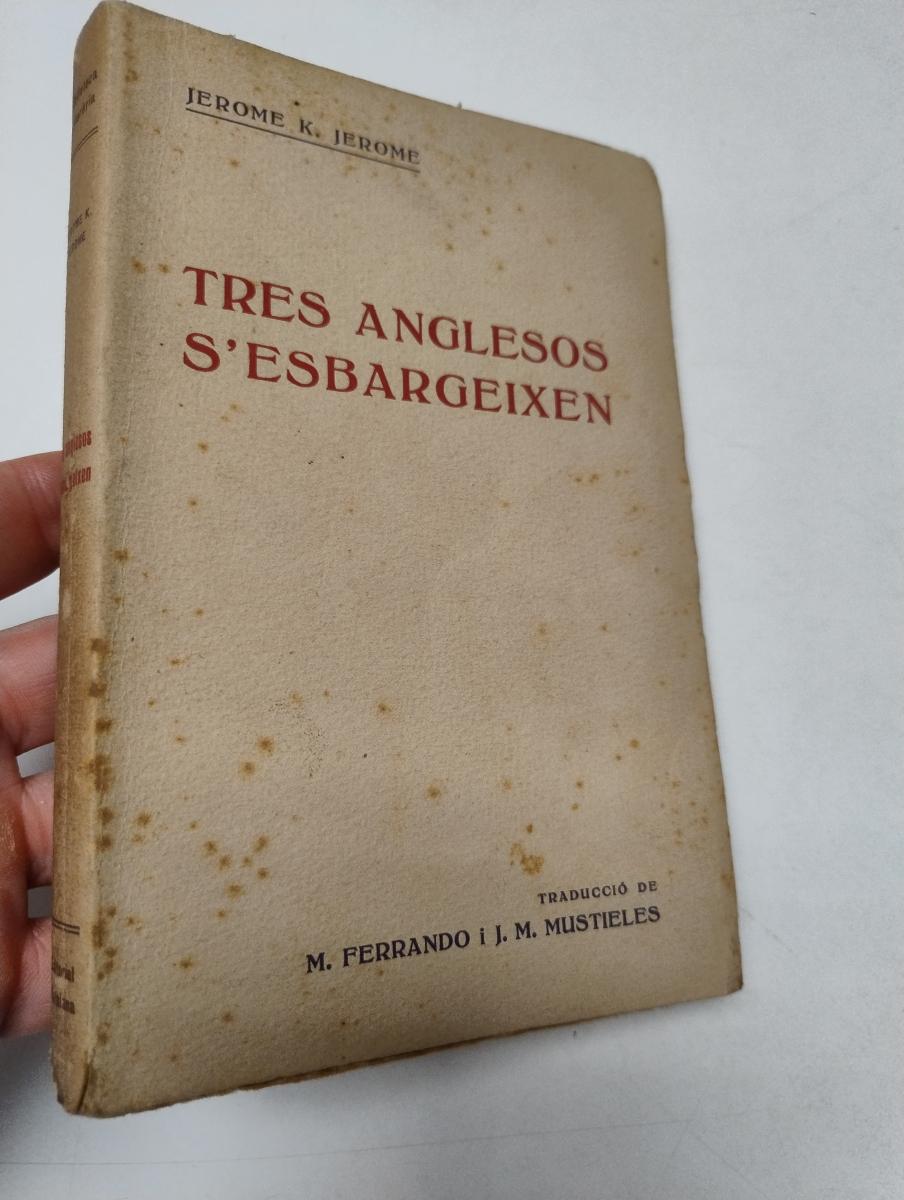 JEROME K. JEROME
TRES ANGLESOS
S'ESBARGEIXEN
TRADUCCIÓ DE
M. FERRANDO i J. M. MUSTIELES